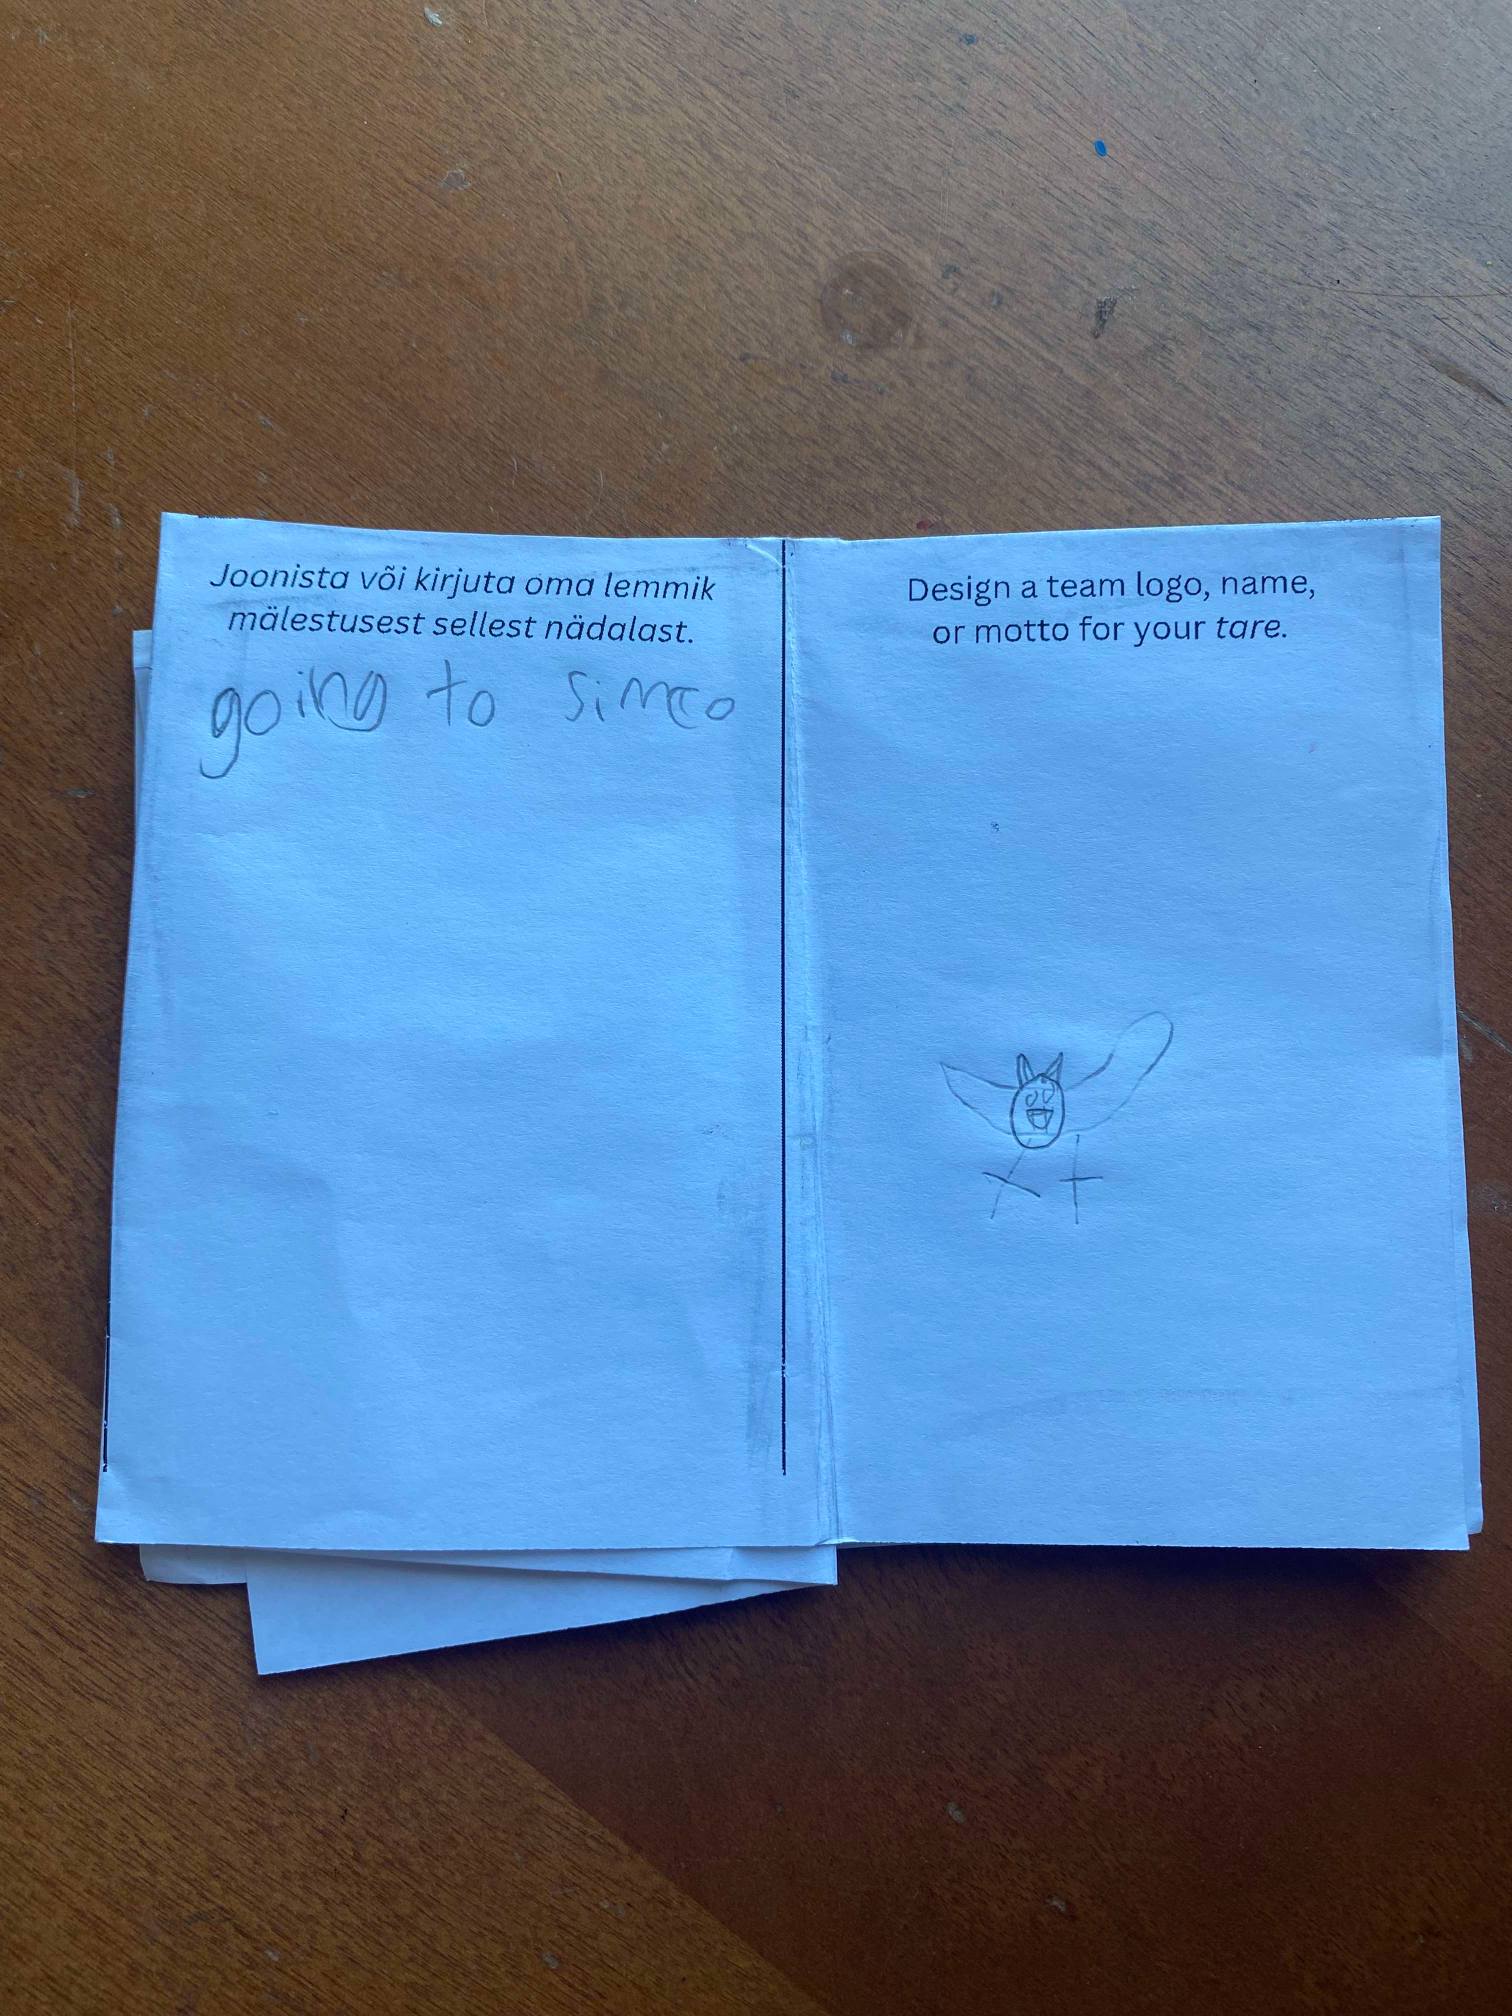 Joonista või kirjuta oma lemmik
mälestusest sellest nädalast.
going to simco
Design a team logo, name,
or motto for your tare.